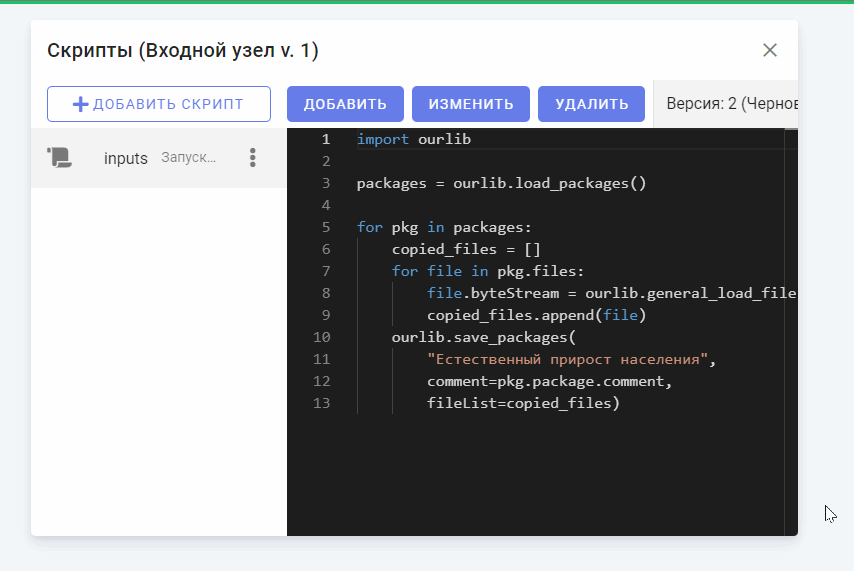 Скрипты (Входной узел v. 1)
ДОБАВИТЬ СКРИПТ ДОБАВИТЬ ИЗМЕНИТЬ УДАЛИТЬ Версия: 2 (Чернов
inputs Запуск...
1 import ourlib
2
3 packages = ourlib.load_packages()
4
5 for pkg in packages:
6 copied_files = []
7 for file in pkg.files:
8 file.byteStream = ourlib.general_load_file
9 copied_files.append(file)
10 ourlib.save_packages(
11 "Естественный прирост населения",
12 comment=pkg.package.comment,
13 fileList=copied_files)